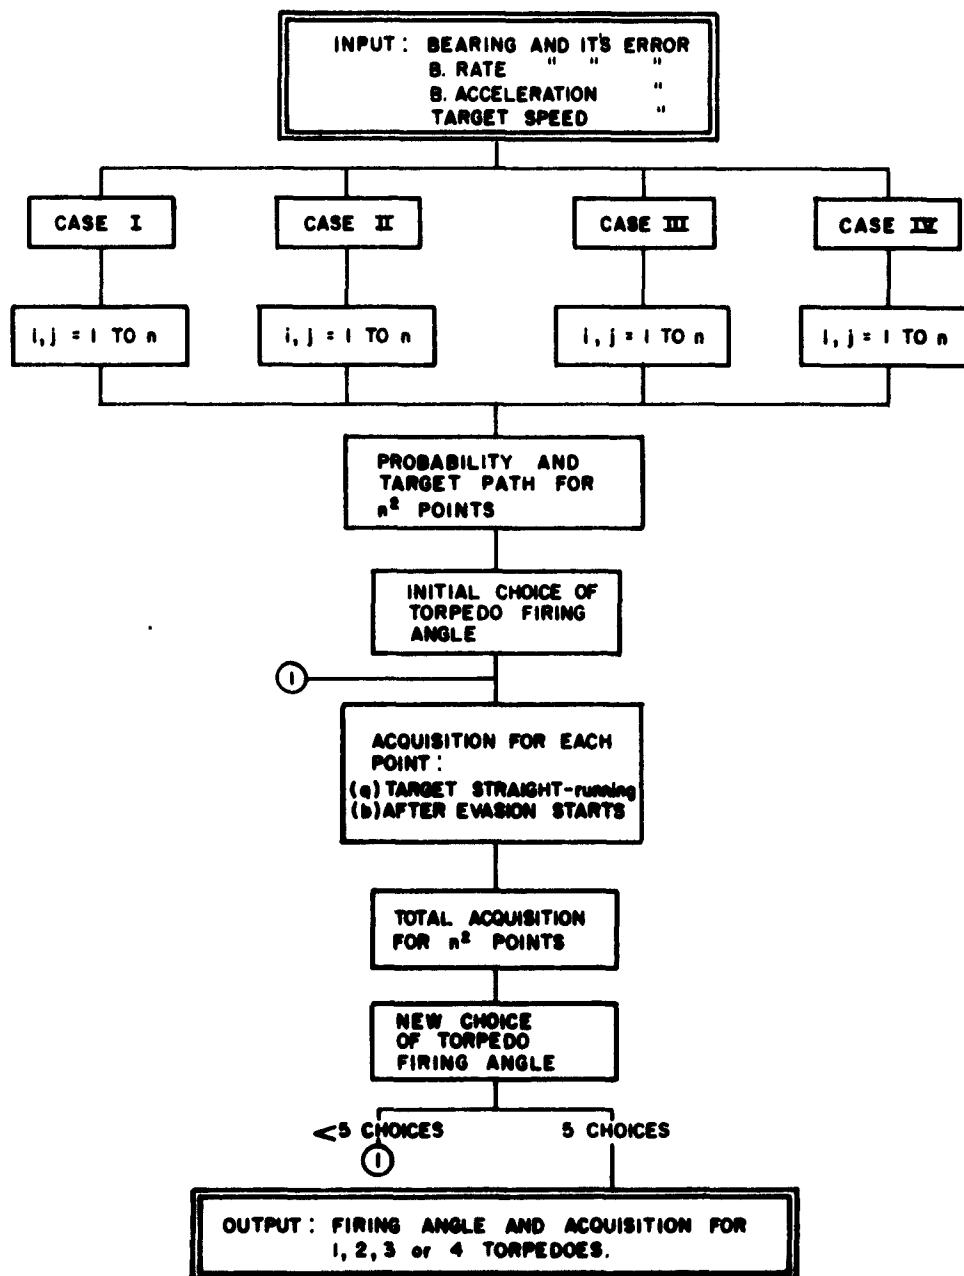 INPUT: BEARING AND IT'S ERROR
B. RATE " " "
B. ACCELERATION "
TARGET SPEED "
CASE I
CASE II
CASE III
CASE IV
i, j = 1 TO n
i, j = 1 TO n
i, j = 1 TO n
i, j = 1 TO n
PROBABILITY AND
TARGET PATH FOR
n² POINTS
INITIAL CHOICE OF
TORPEDO FIRING
ANGLE
1
ACQUISITION FOR EACH
POINT:
(a) TARGET STRAIGHT-running
(b) AFTER EVASION STARTS
TOTAL ACQUISITION
FOR n² POINTS
NEW CHOICE
OF TORPEDO
FIRING ANGLE
<5 CHOICES
5 CHOICES
1
OUTPUT: FIRING ANGLE AND ACQUISITION FOR
1, 2, 3 or 4 TORPEDOES.